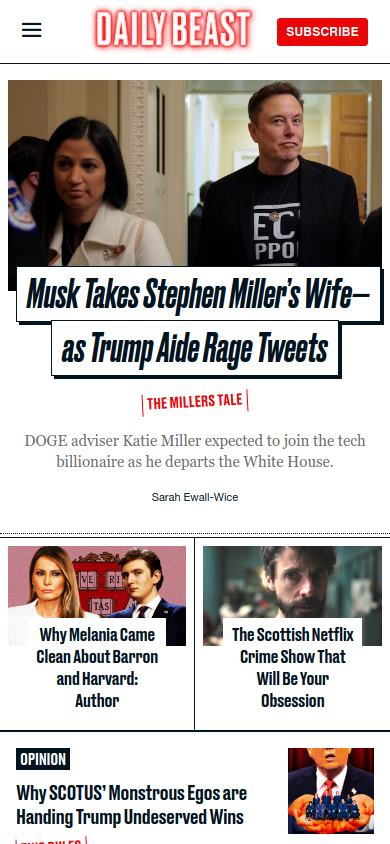 DAILY BEAST
SUBSCRIBE
Musk Takes Stephen Miller's Wife—
as Trump Aide Rage Tweets
THE MILLERS TALE
DOGE adviser Katie Miller expected to join the tech
billionaire as he departs the White House.
Sarah Ewall-Wice
VE RI
TAS
Why Melania Came
Clean About Barron
and Harvard:
Author
The Scottish Netflix
Crime Show That
Will Be Your
Obsession
OPINION
Why SCOTUS' Monstrous Egos are
Handing Trump Undeserved Wins